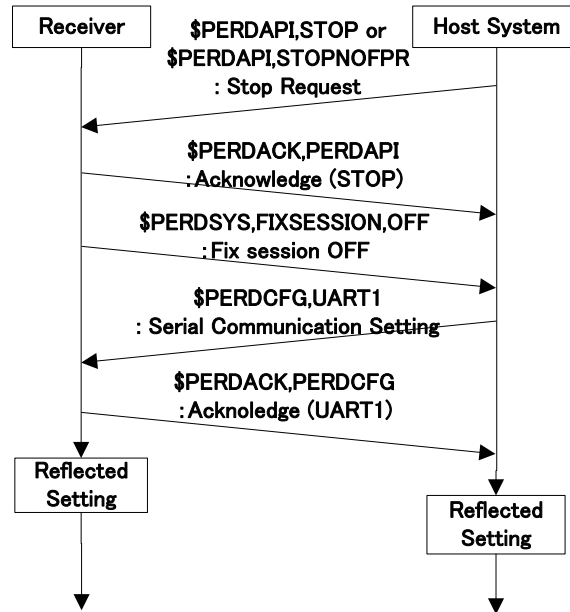 Receiver
Host System
$PERDAPI,STOP or
$PERDAPI,STOPNOFPR
: Stop Request
$PERDACK,PERDAPI
:Acknowledge (STOP)
$PERDSYS,FIXSESSION,OFF
:Fix session OFF
$PERDCFG,UART1
: Serial Communication Setting
$PERDACK,PERDCFG
:Acknoledge (UART1)
Reflected
Setting
Reflected
Setting